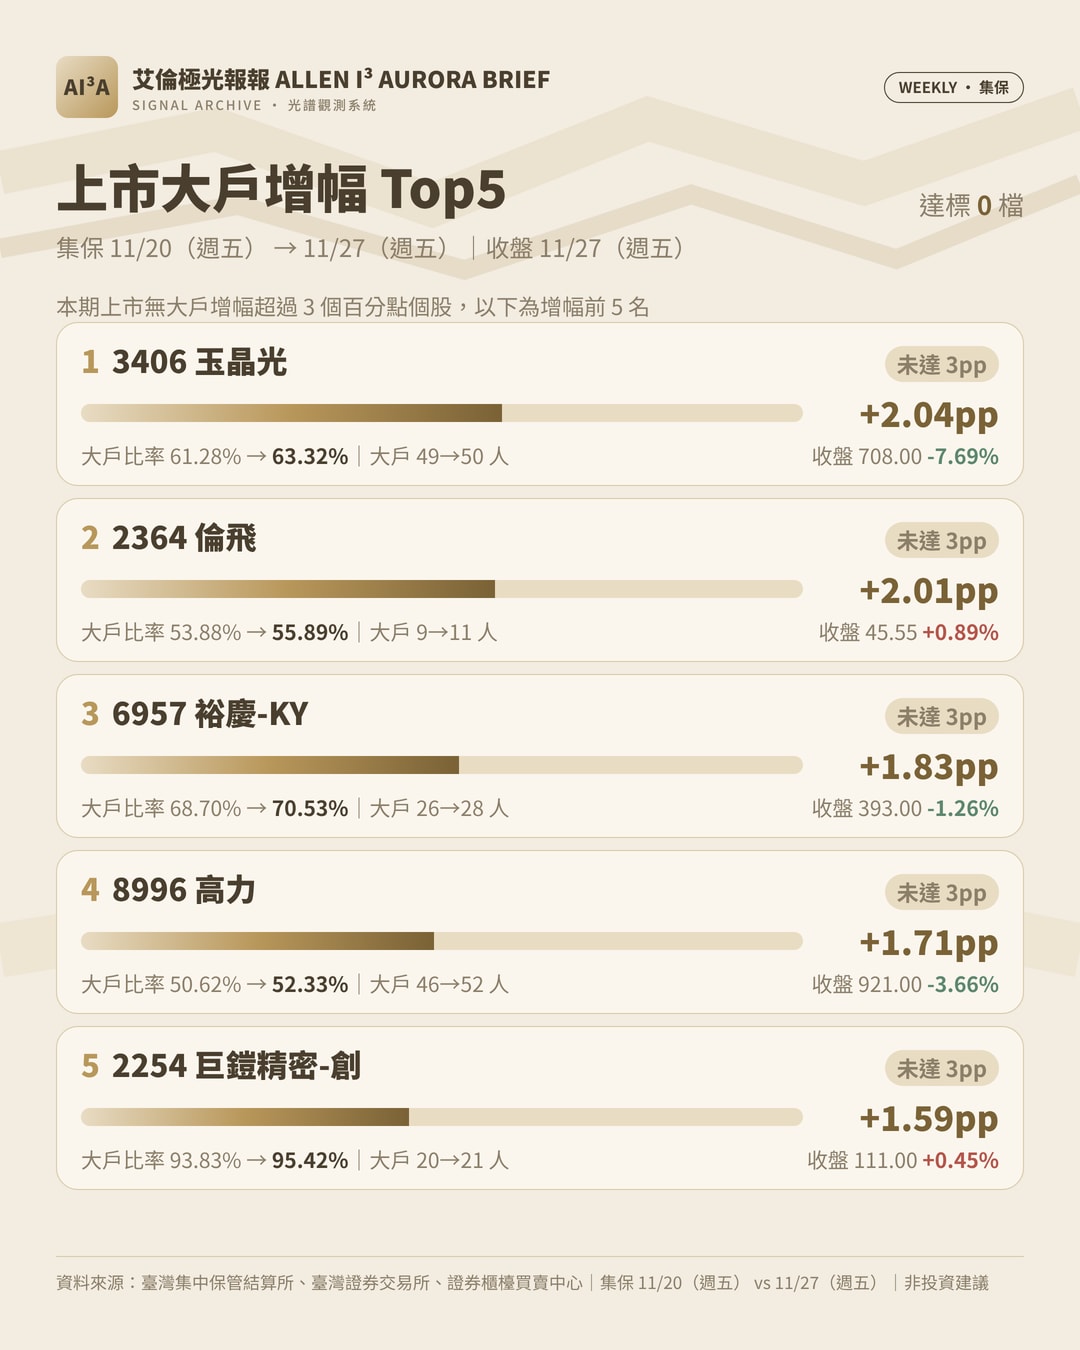 AI³A
艾倫極光報報 ALLEN I³ AURORA BRIEF
SIGNAL ARCHIVE ・ 光譜觀測系統
WEEKLY ・ 集保
上市大戶增幅 Top5
達標 0 檔
集保 11/20（週五） → 11/27（週五）｜收盤 11/27（週五）
本期上市無大戶增幅超過 3 個百分點個股，以下為增幅前 5 名
1 3406 玉晶光
未達 3pp
+2.04pp
大戶比率 61.28% → 63.32%｜大戶 49→50 人
收盤 708.00 -7.69%
2 2364 倫飛
未達 3pp
+2.01pp
大戶比率 53.88% → 55.89%｜大戶 9→11 人
收盤 45.55 +0.89%
3 6957 裕慶-KY
未達 3pp
+1.83pp
大戶比率 68.70% → 70.53%｜大戶 26→28 人
收盤 393.00 -1.26%
4 8996 高力
未達 3pp
+1.71pp
大戶比率 50.62% → 52.33%｜大戶 46→52 人
收盤 921.00 -3.66%
5 2254 巨鎧精密-創
未達 3pp
+1.59pp
大戶比率 93.83% → 95.42%｜大戶 20→21 人
收盤 111.00 +0.45%
資料來源：臺灣集中保管結算所、臺灣證券交易所、證券櫃檯買賣中心｜集保 11/20（週五） vs 11/27（週五）｜非投資建議